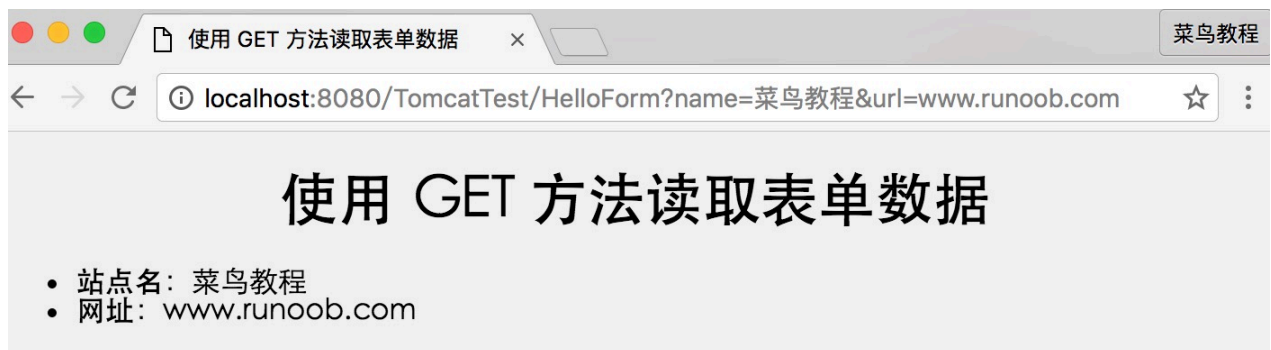 使用 GET 方法读取表单数据
菜鸟教程
localhost:8080/TomcatTest/HelloForm?name=菜鸟教程&url=www.runoob.com
使用 GET 方法读取表单数据
站点名：菜鸟教程
网址：www.runoob.com